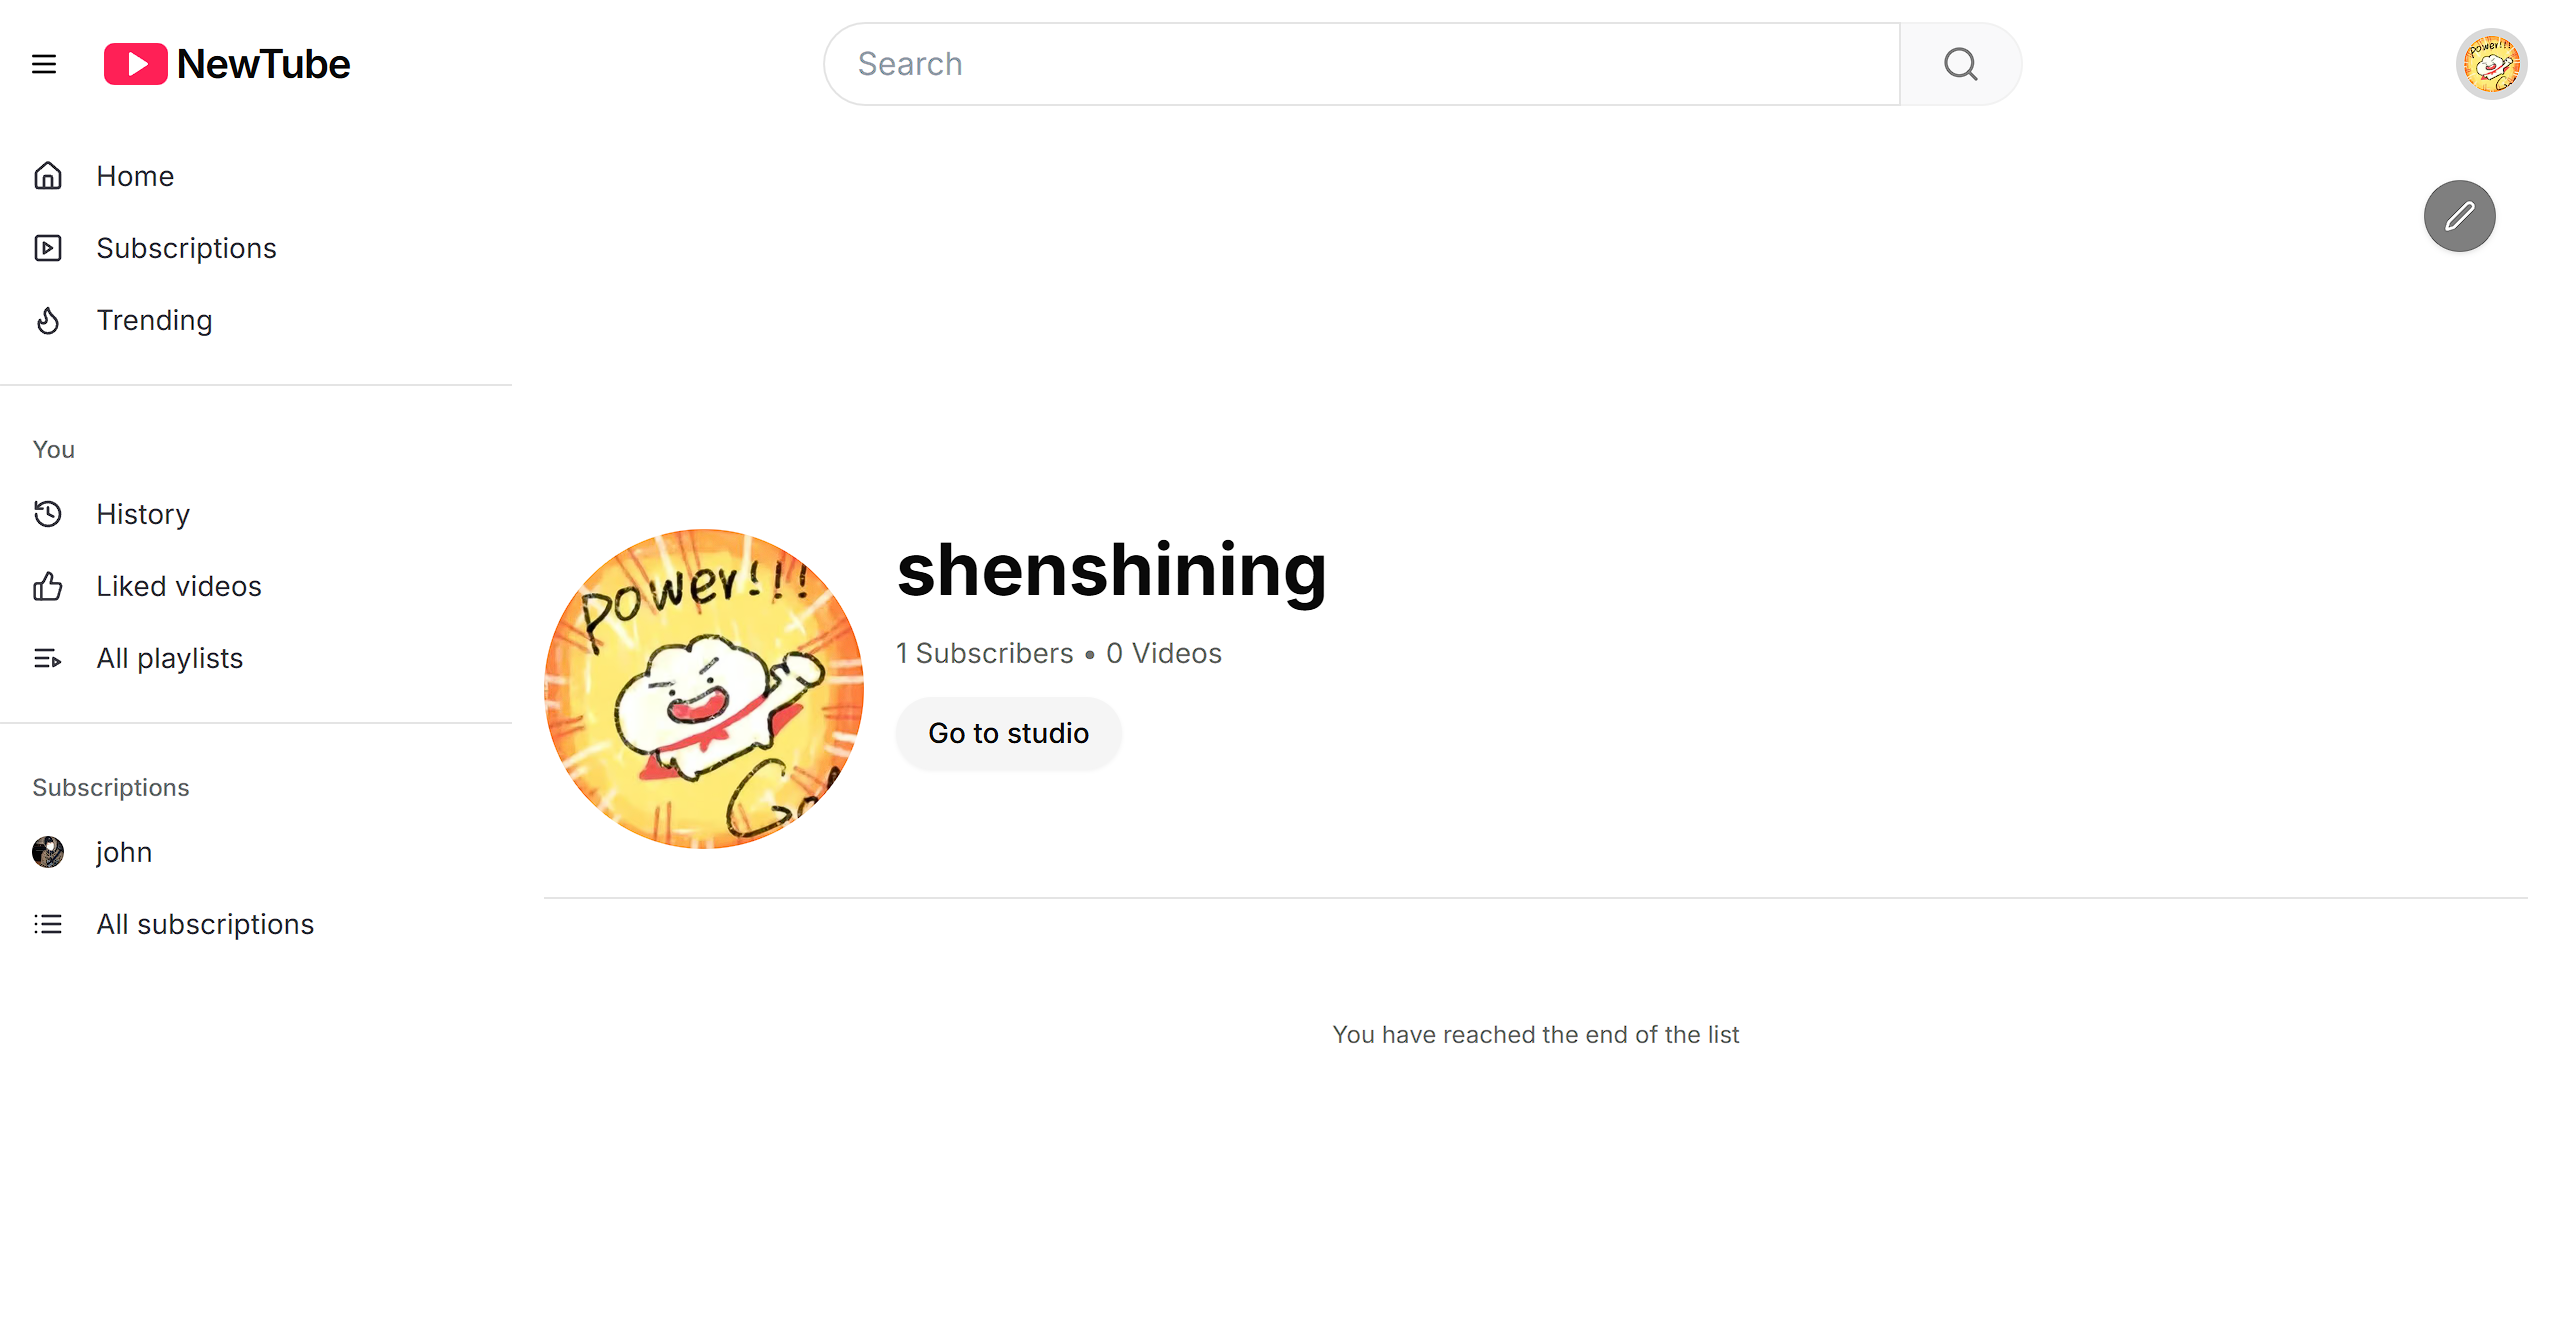 NewTube
Search
Home
Subscriptions
Trending
You
History
Liked videos
All playlists
Subscriptions
john
All subscriptions
power!!!
shenshining
1 Subscribers • 0 Videos
Go to studio
You have reached the end of the list